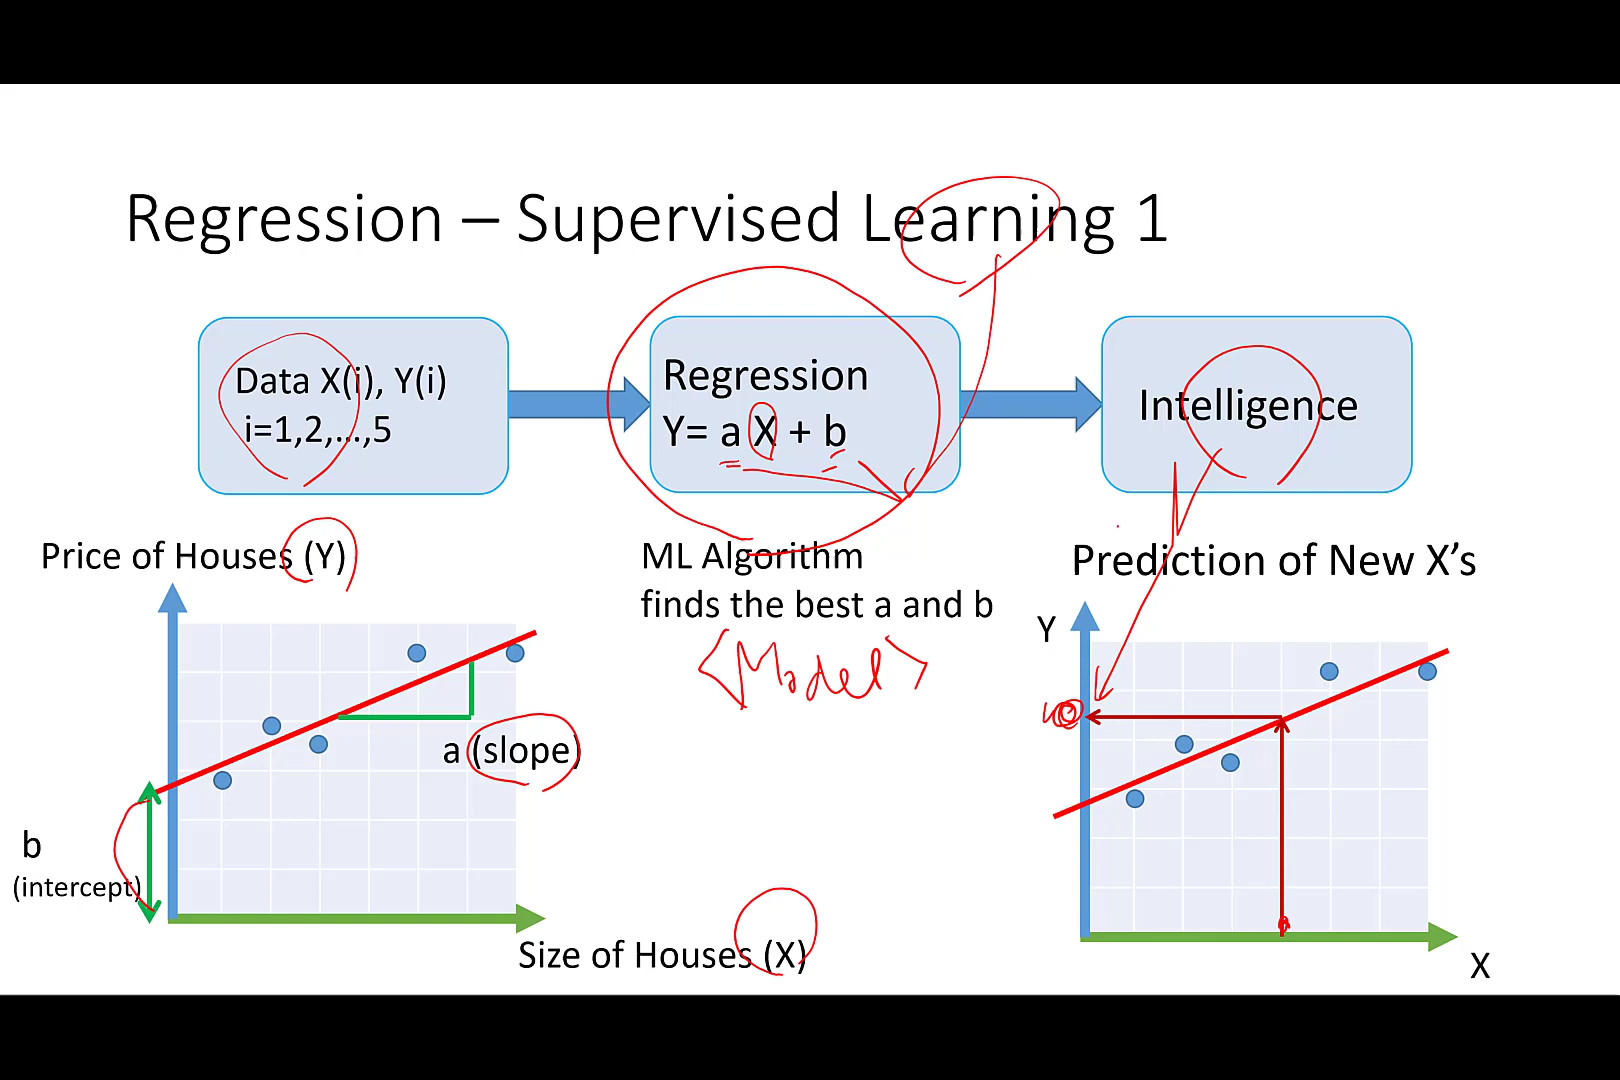 Regression – Supervised Learning 1
Data X(i), Y(i)
i=1,2,...,5
Regression
Y= a X + b
Intelligence
Price of Houses (Y)
ML Algorithm
finds the best a and b
<Model>
Prediction of New X's
Y
a (slope)
b
(intercept)
Size of Houses (X)
X